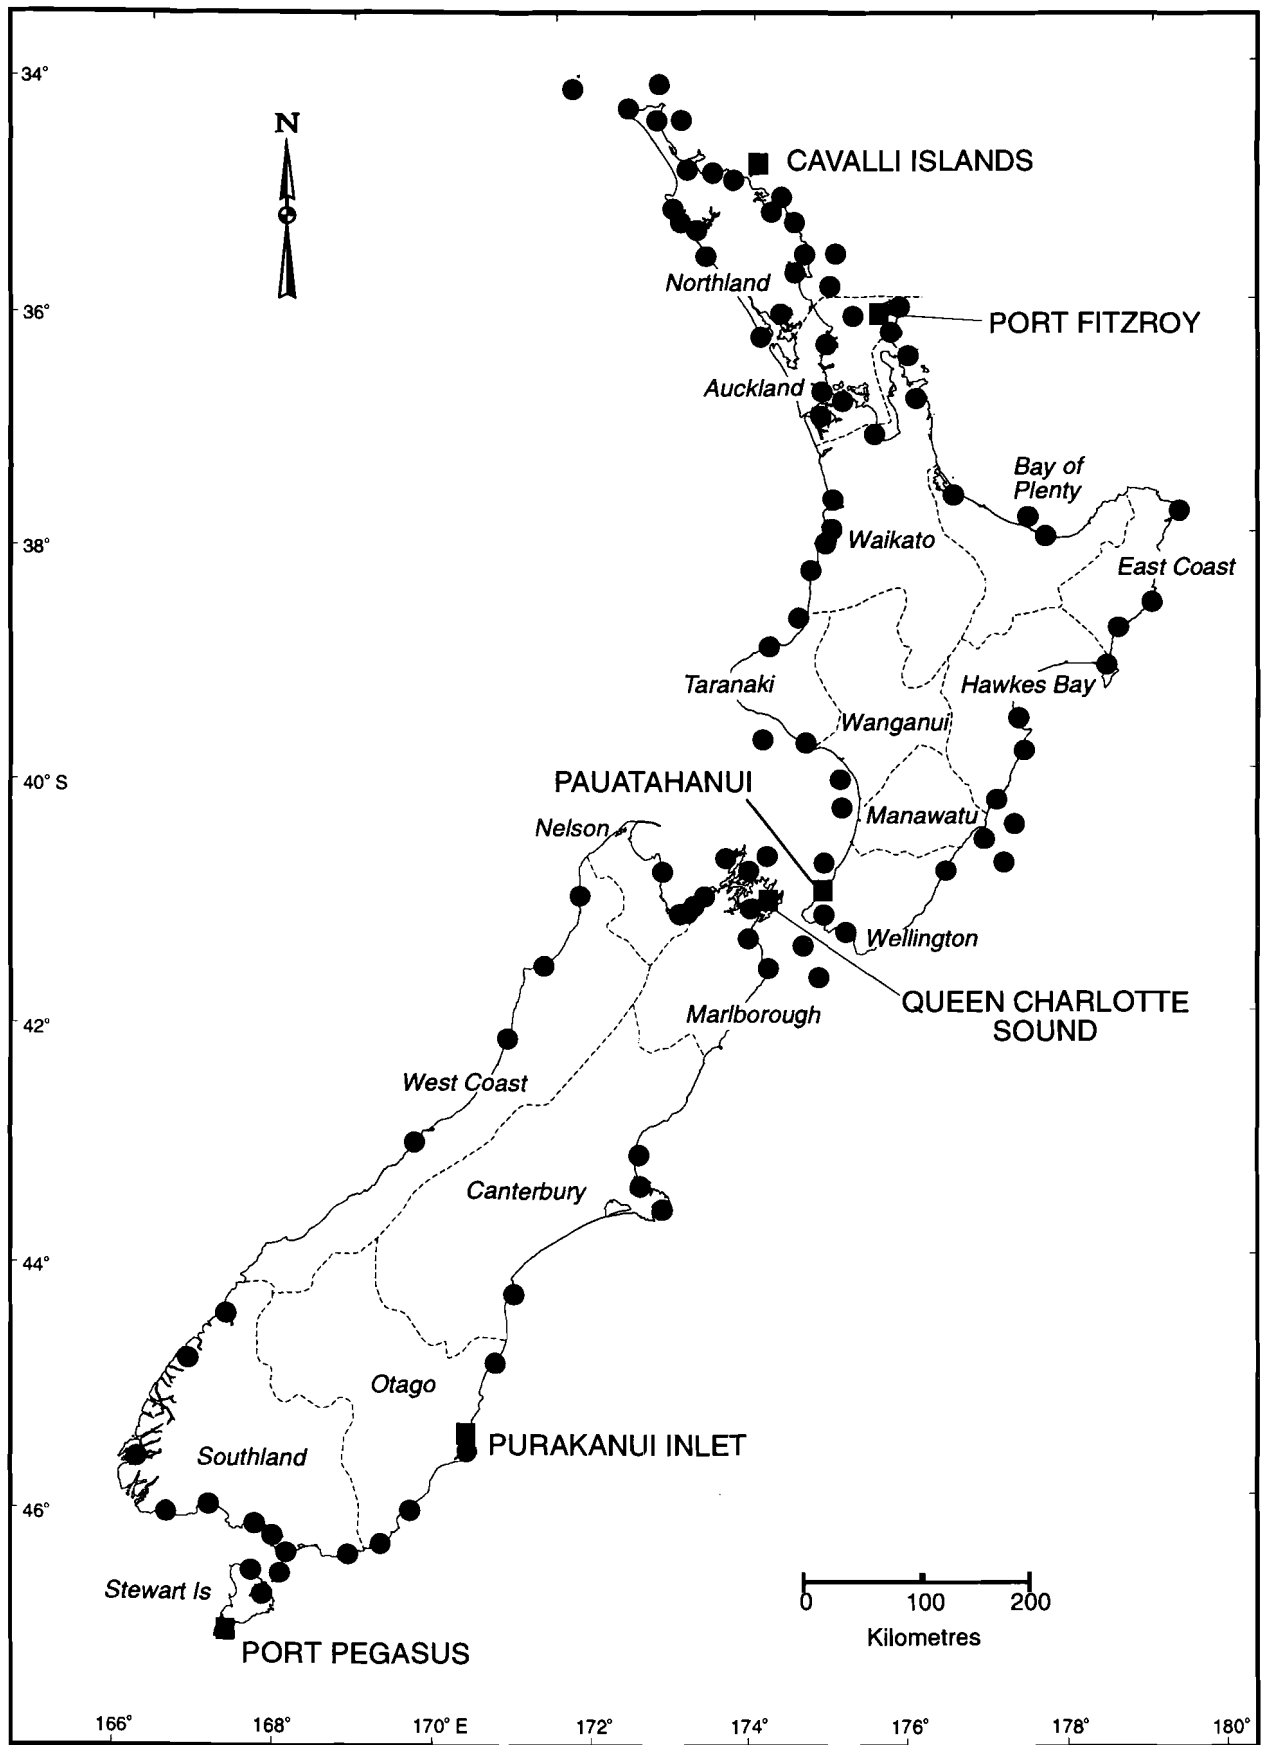 34°
N
CAVALLI ISLANDS
Northland
36°
PORT FITZROY
Auckland
Bay of
Plenty
38°
Waikato
East Coast
Taranaki
Hawkes Bay
Wanganui
40° S
PAUATAHANUI
Manawatu
Nelson
Wellington
QUEEN CHARLOTTE
SOUND
42°
Marlborough
West Coast
Canterbury
44°
Otago
PURAKANUI INLET
Southland
46°
Stewart Is
0 100 200
Kilometres
PORT PEGASUS
166° 168° 170° E 172° 174° 176° 178° 180°